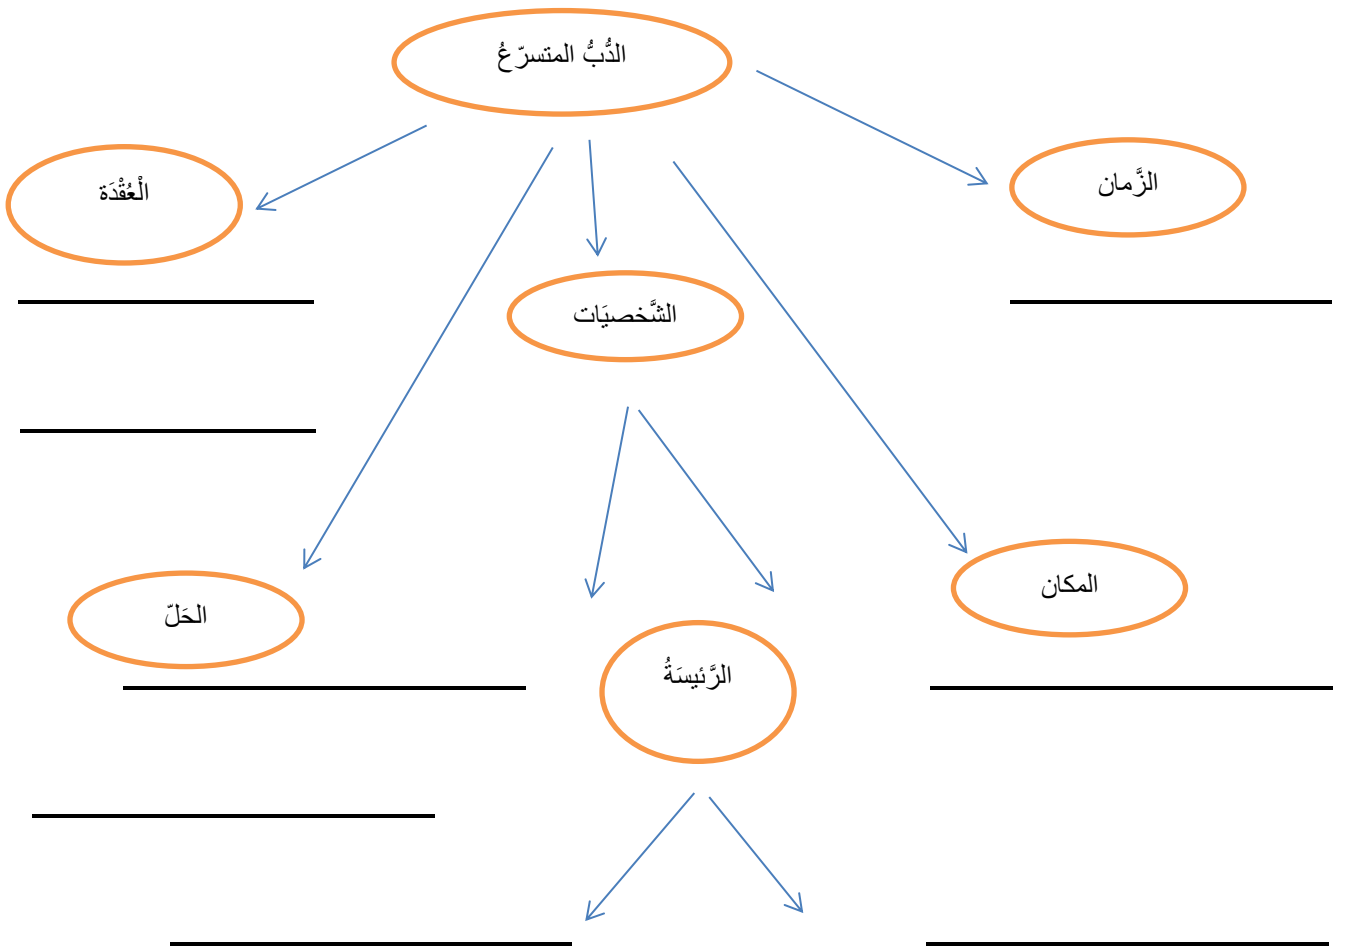 الدُّبُّ المتسرّعُ
الزَّمان
الْعُقْدَة
الشَّخصيَات
المكان
الحَلّ
الرَّئيسَةُ